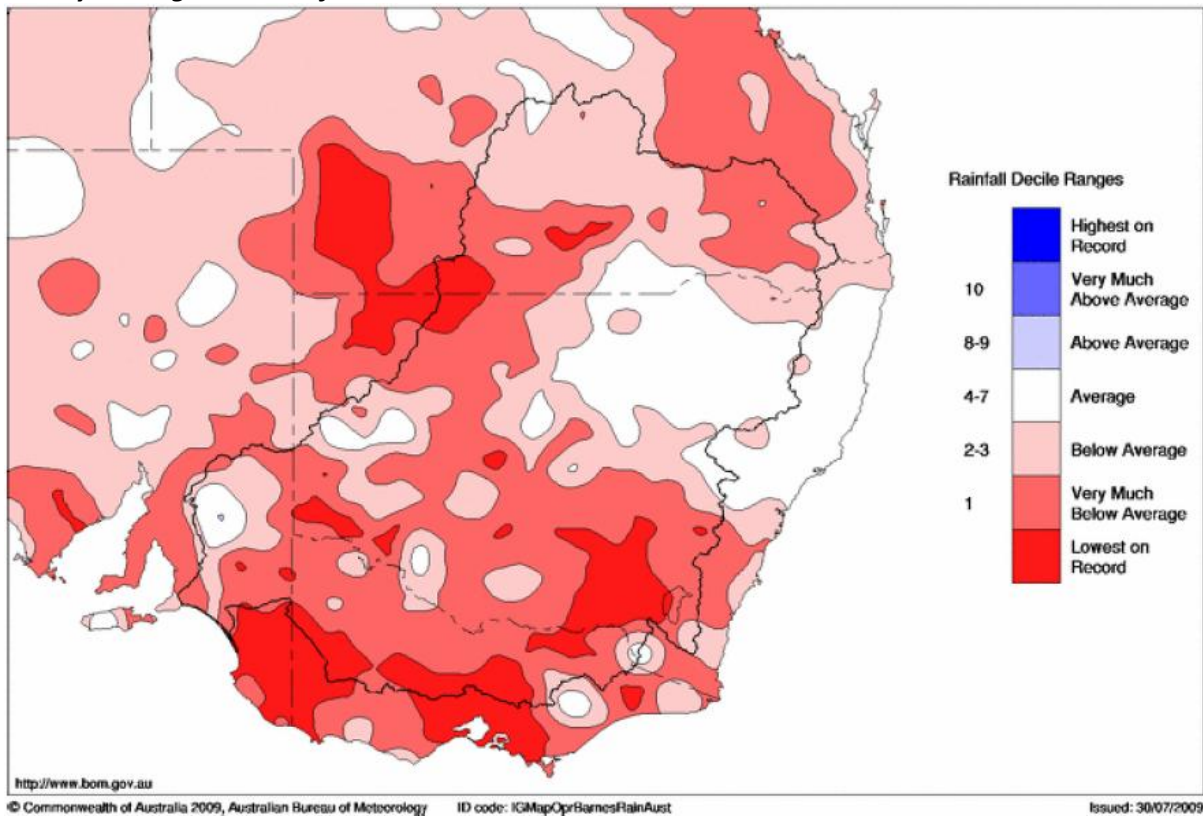 Rainfall Decile Ranges
Highest on
Record
10
Very Much
Above Average
8-9
Above Average
4-7
Average
2-3
Below Average
1
Very Much
Below Average
Lowest on
Record
http://www.bom.gov.au
© Commonwealth of Australia 2009, Australian Bureau of Meteorology ID code: IGMapOprBarnesRainAust Issued: 30/07/2009